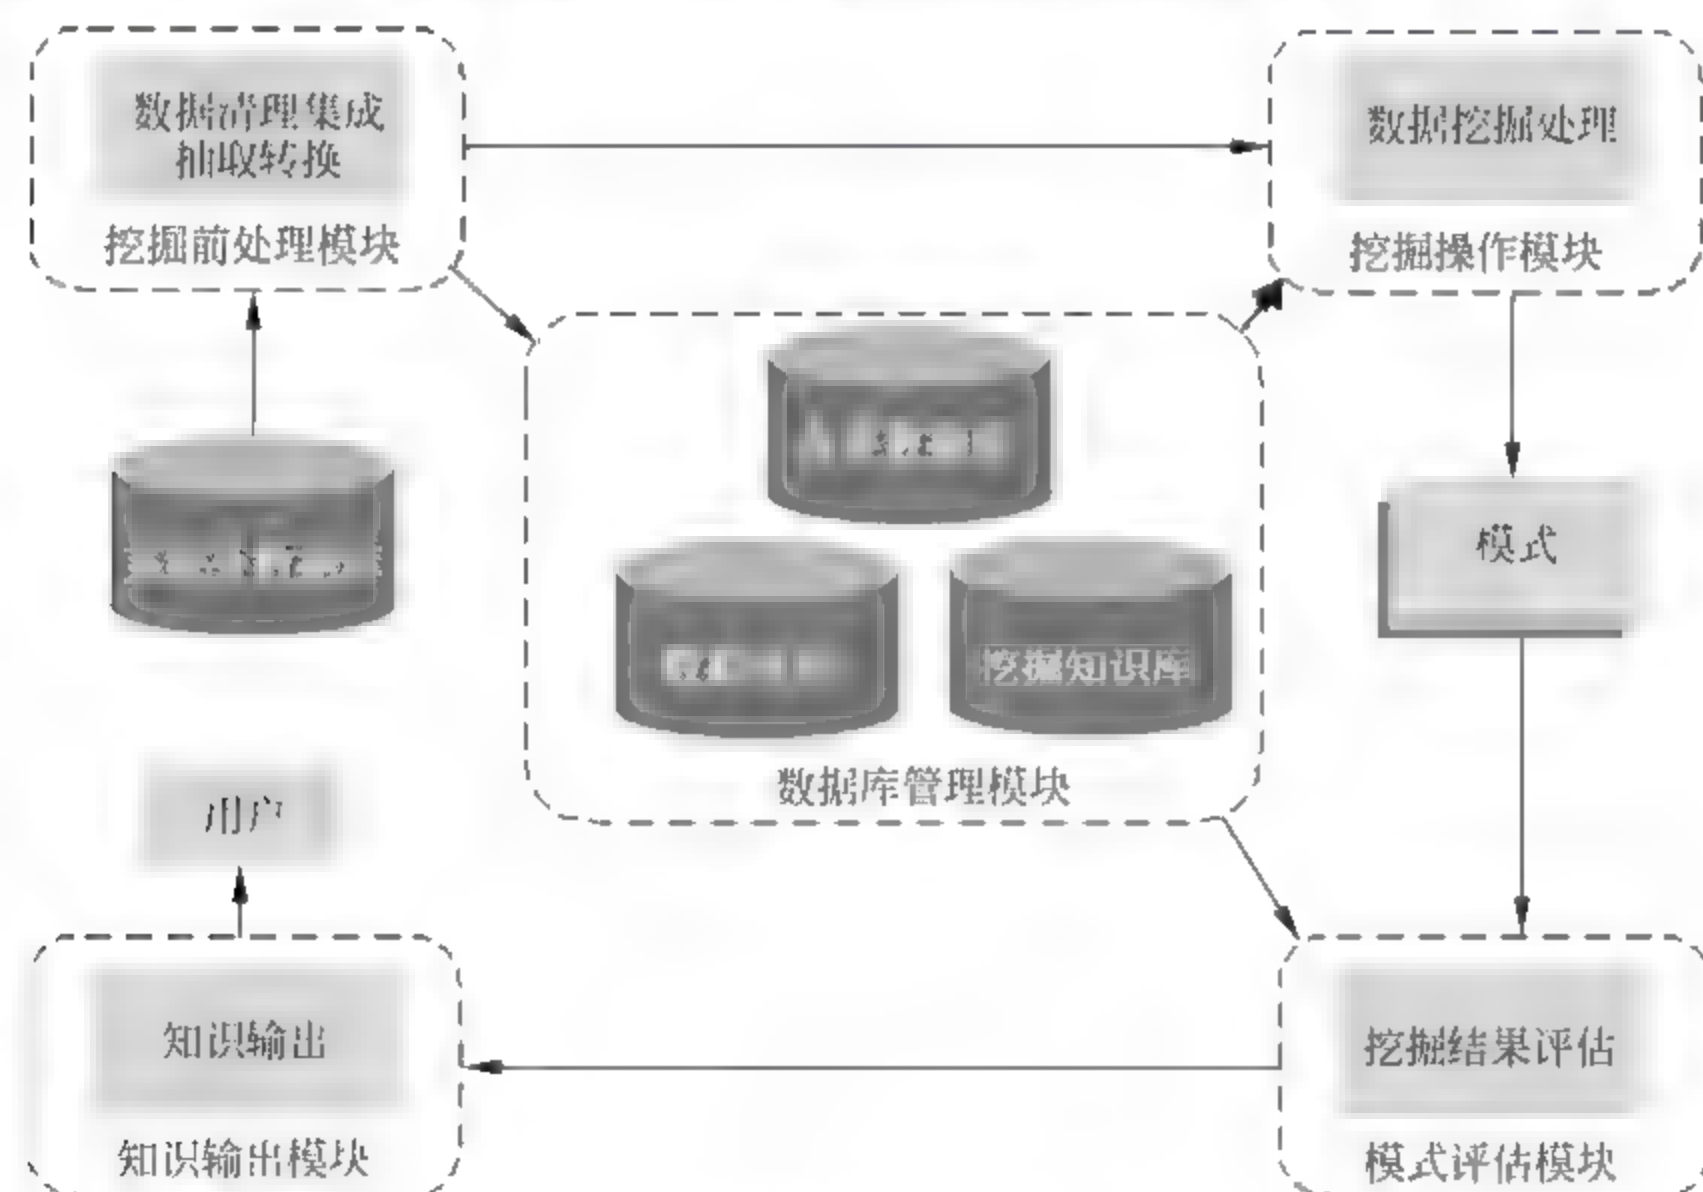 数据清理集成
抽取转换
挖掘前处理模块
数据挖掘处理
挖掘操作模块
模式
挖掘知识库
数据库管理模块
用户
知识输出
知识输出模块
挖掘结果评估
模式评估模块